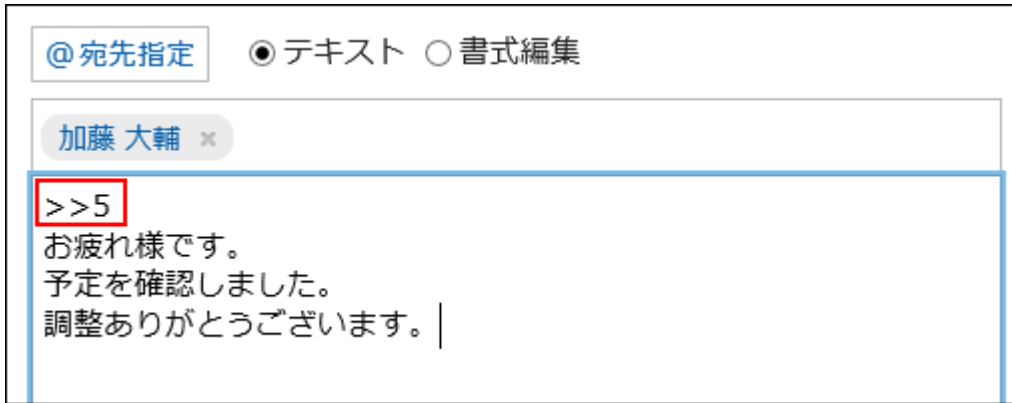 @宛先指定 テキスト 書式編集
加藤 大輔 ×
>>5
お疲れ様です。
予定を確認しました。
調整ありがとうございます。